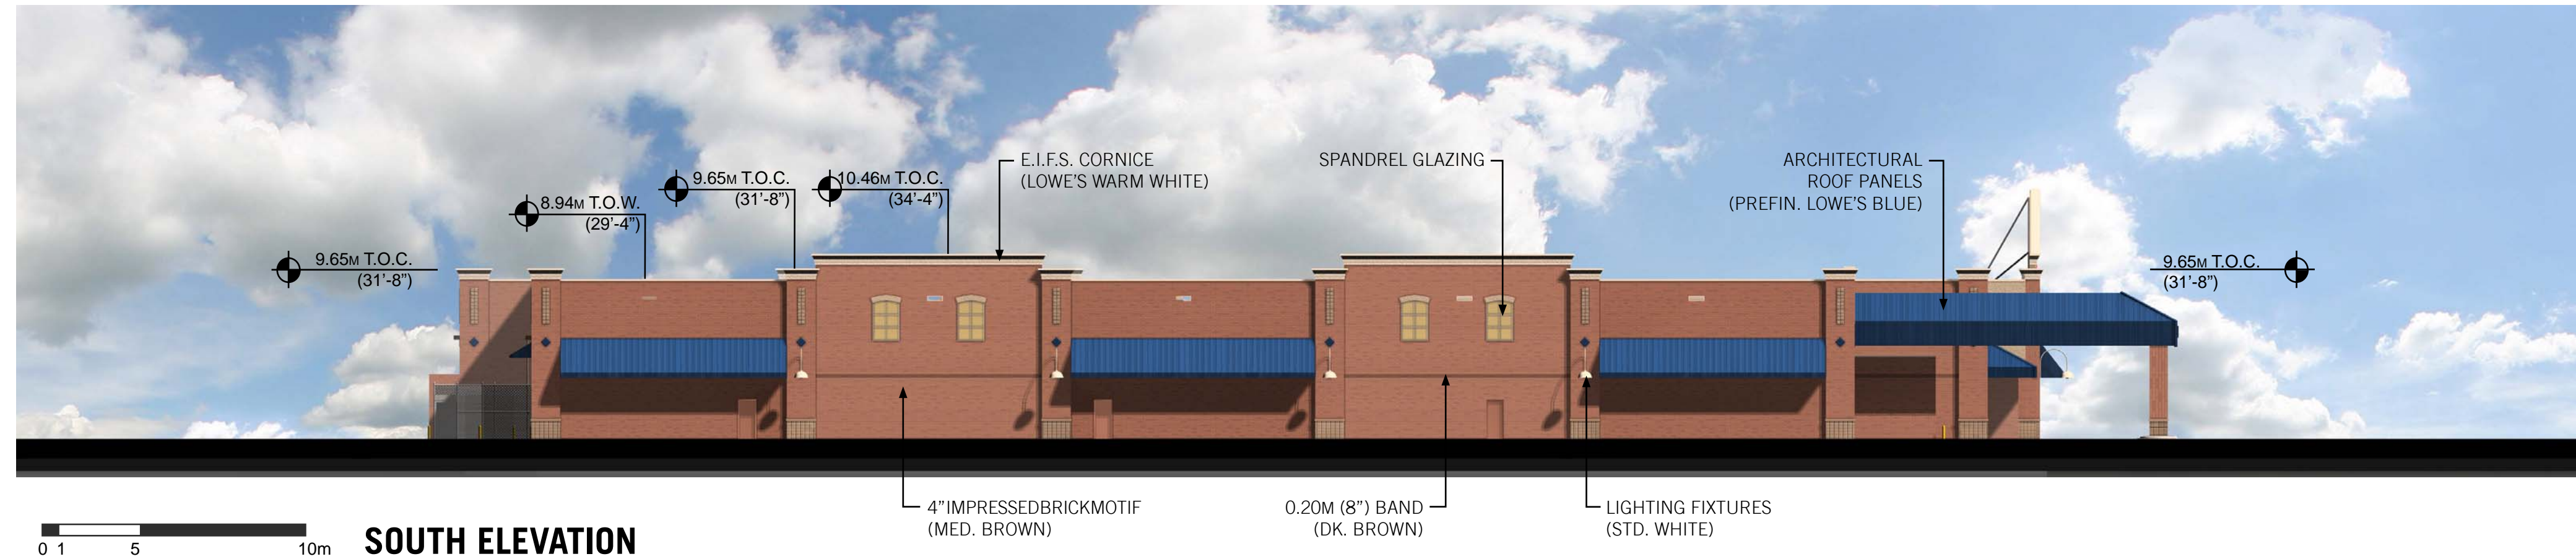 E.I.F.S. CORNICE
(LOWE'S WARM WHITE)
SPANDREL GLAZING
ARCHITECTURAL
ROOF PANELS
(PREFIN. LOWE'S BLUE)
9.65M T.O.C.
(31'-8")
10.46M T.O.C.
(34'-4")
8.94M T.O.W.
(29'-4")
9.65M T.O.C.
(31'-8")
9.65M T.O.C.
(31'-8")
4"IMPRESSEDBRICKMOTIF
(MED. BROWN)
0.20M (8") BAND
(DK. BROWN)
LIGHTING FIXTURES
(STD. WHITE)
0 1 5 10m
SOUTH ELEVATION